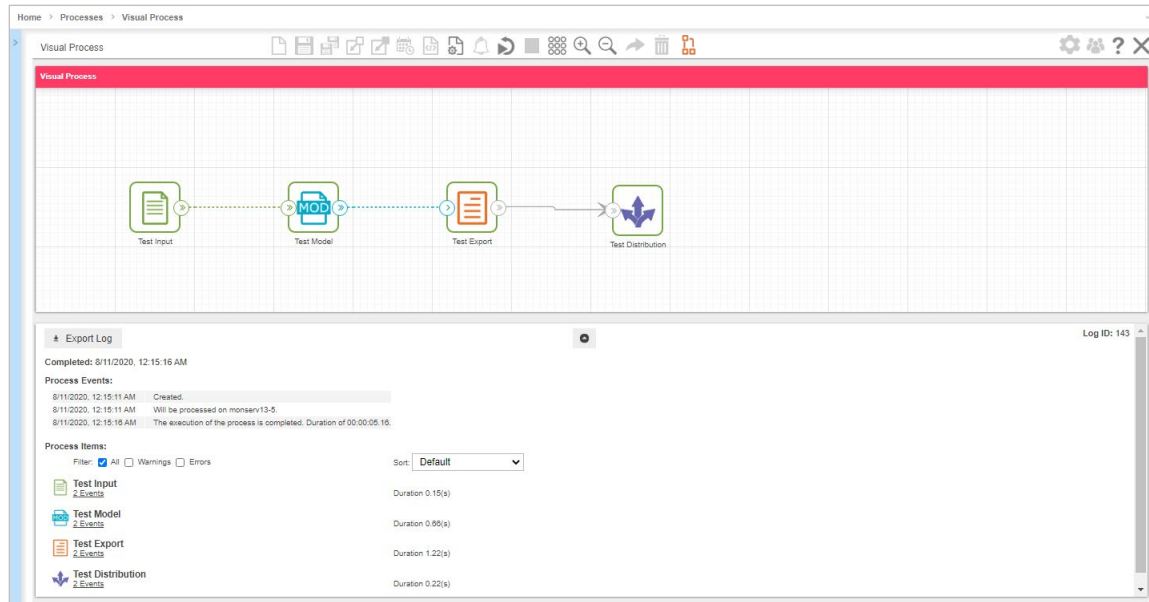 Home > Processes > Visual Process
Visual Process
Visual Process
MOD
Test Input
Test Model
Test Export
Test Distribution
Export Log
Log ID: 143
Completed: 8/11/2020, 12:15:16 AM
Process Events:
8/11/2020, 12:15:11 AM Created.
8/11/2020, 12:15:11 AM Will be processed on monserv13-5.
8/11/2020, 12:15:16 AM The execution of the process is completed. Duration of 00:00:05.16.
Process Items:
Filter: All Warnings Errors Sort: Default
Test Input
2 Events Duration 0.15(s)
MOD Test Model
2 Events Duration 0.66(s)
Test Export
2 Events Duration 1.22(s)
Test Distribution
2 Events Duration 0.22(s)